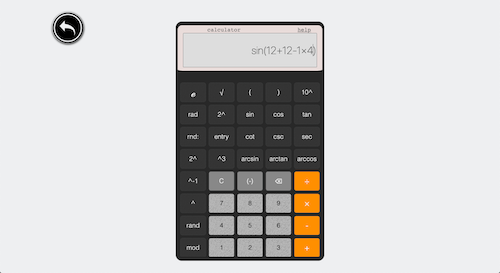 calculator help
sin(12+12-1×4)
e √ ( ) 10^
rad 2^ sin cos tan
rnd: entry cot csc sec
2^ ^3 arcsin arctan arccos
^-1 C (-) ⌫ ÷
^ 7 8 9 ×
rand 4 5 6 -
mod 1 2 3 +